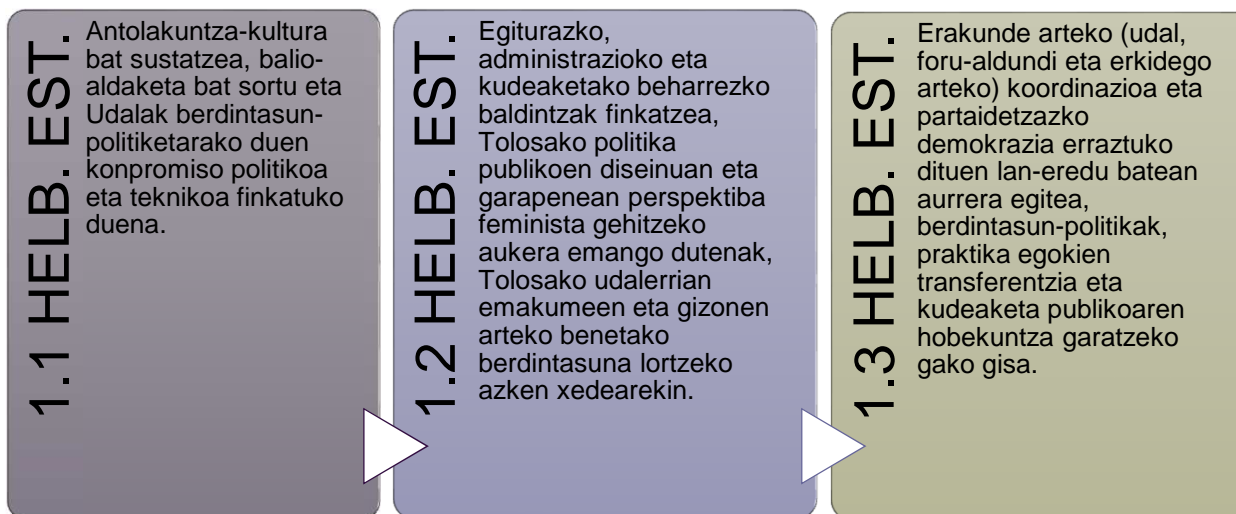 1.1 HELB. EST.
Antolakuntza-kultura
bat sustatzea, balio-
aldaketa bat sortu eta
Udalak berdintasun-
politiketarako duen
konpromiso politikoa
eta teknikoa finkatuko
duena.
1.2 HELB. EST.
Egiturazko,
administrazioko eta
kudeaketako beharrezko
baldintzak finkatzea,
Tolosako politika
publikoen diseinuan eta
garapenean perspektiba
feminista gehitzeko
aukera emango dutenak,
Tolosako udalerrian
emakumeen eta gizonen
arteko benetako
berdintasuna lortzeko
azken xedearekin.
1.3 HELB. EST.
Erakunde arteko (udal,
foru-aldundi eta erkidego
arteko) koordinazioa eta
partaidetzazko
demokrazia erraztuko
dituen lan-eredu batean
aurrera egitea,
berdintasun-politikak,
praktika egokien
transferentzia eta
kudeaketa publikoaren
hobekuntza garatzeko
gako gisa.